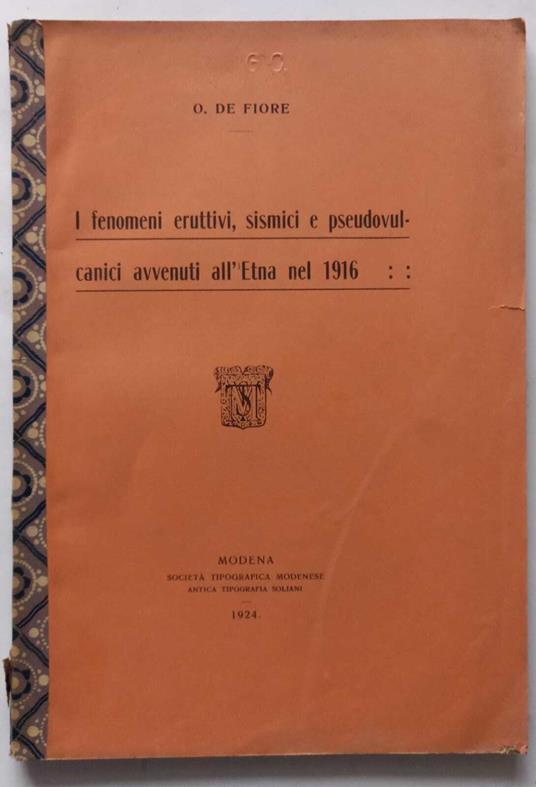 G. O.
O. DE FIORE
I fenomeni eruttivi, sismici e pseudovul-
canici avvenuti all'Etna nel 1916 : :
MODENA
SOCIETÀ TIPOGRAFICA MODENESE
ANTICA TIPOGRAFIA SOLIANI
1924.